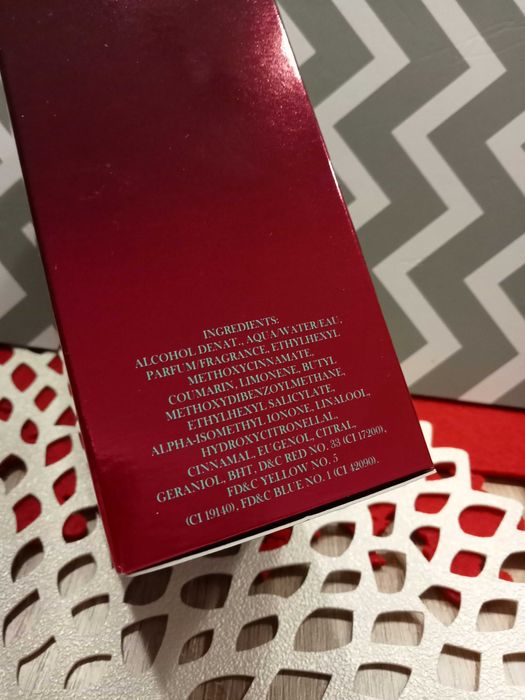 INGREDIENTS:
ALCOHOL DENAT., AQUA/WATER/EAU,
PARFUM/FRAGRANCE, ETHYLHEXYL
METHOXYCINNAMATE,
COUMARIN, LIMONENE, BUTYL
METHOXYDIBENZOYLMETHANE,
ETHYLHEXYL SALICYLATE,
ALPHA-ISOMETHYL IONONE, LINALOOL,
HYDROXYCITRONELLAL,
CINNAMAL, EUGENOL, CITRAL,
GERANIOL, BHT, D&C RED NO. 33 (CI 17200),
FD&C YELLOW NO. 5
(CI 19140), FD&C BLUE NO. 1 (CI 42090).